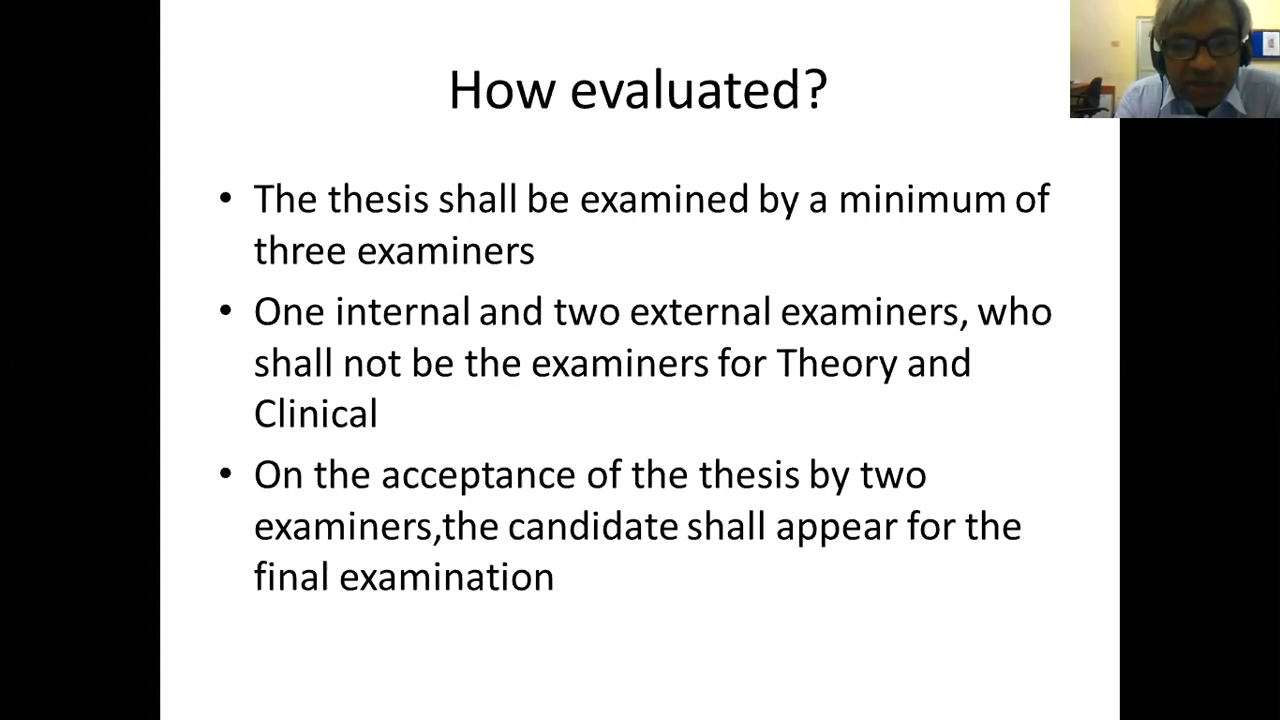 How evaluated?
• The thesis shall be examined by a minimum of
three examiners
• One internal and two external examiners, who
shall not be the examiners for Theory and
Clinical
• On the acceptance of the thesis by two
examiners,the candidate shall appear for the
final examination